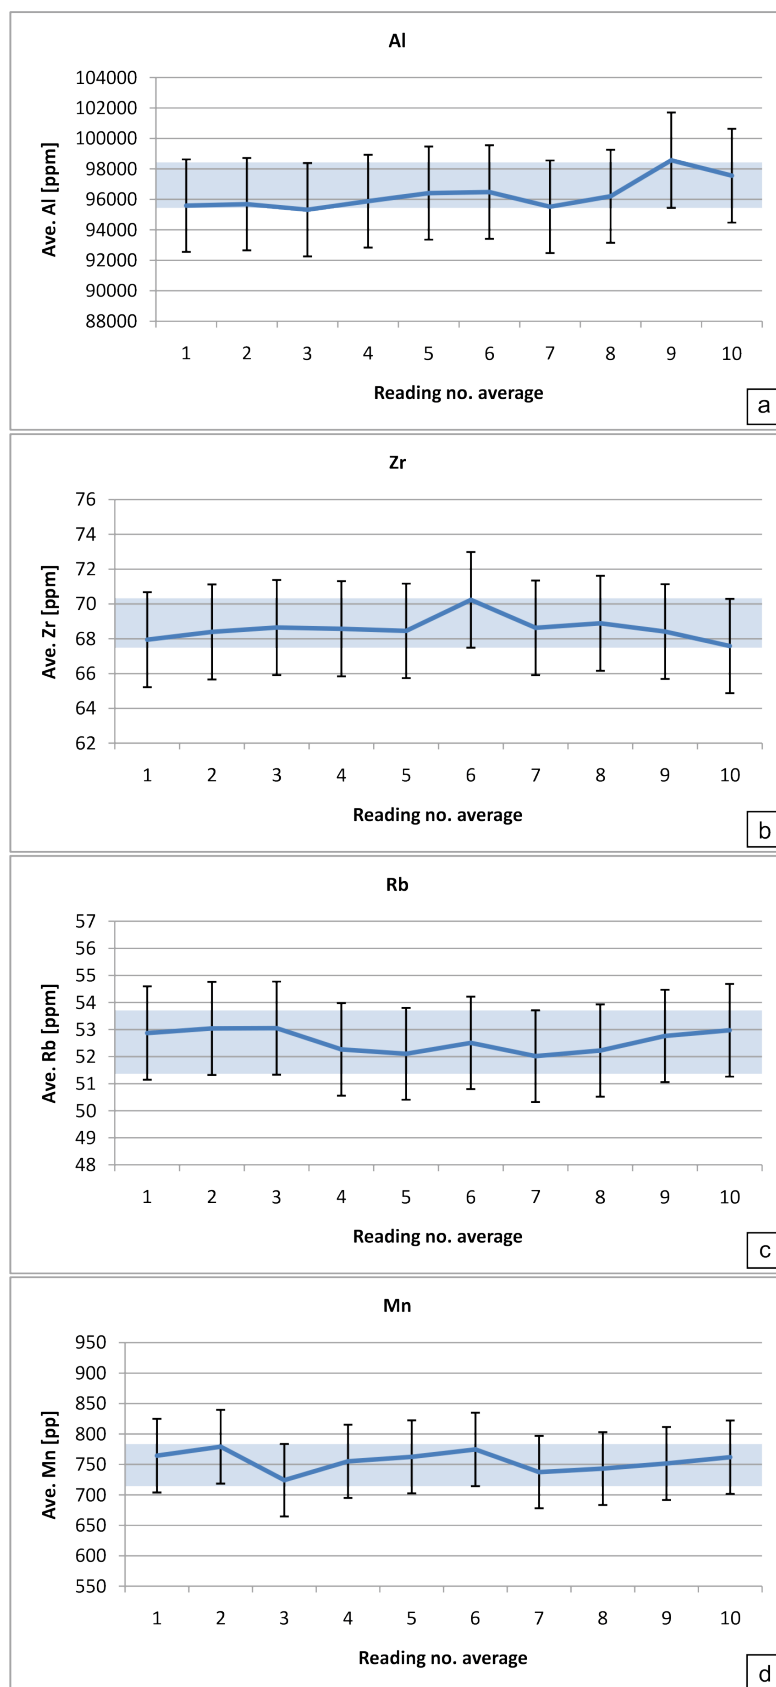 Al
104000
102000
100000
98000
96000
94000
92000
90000
88000
Ave. Al [ppm]
1 2 3 4 5 6 7 8 9 10
Reading no. average
a
Zr
76
74
72
70
68
66
64
62
Ave. Zr [ppm]
1 2 3 4 5 6 7 8 9 10
Reading no. average
b
Rb
57
56
55
54
53
52
51
50
49
48
Ave. Rb [ppm]
1 2 3 4 5 6 7 8 9 10
Reading no. average
c
Mn
950
900
850
800
750
700
650
600
550
Ave. Mn [pp]
1 2 3 4 5 6 7 8 9 10
Reading no. average
d